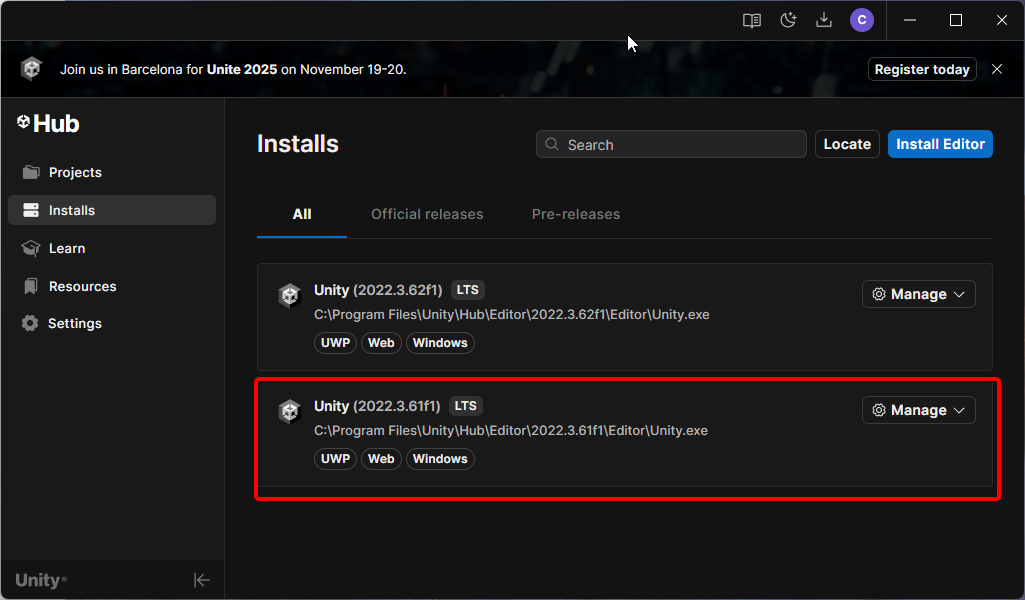 C
Join us in Barcelona for Unite 2025 on November 19-20.
Register today
Hub
Projects
Installs
Learn
Resources
Settings
Installs
Search
Locate
Install Editor
All
Official releases
Pre-releases
Unity (2022.3.62f1) LTS
Manage
C:\Program Files\Unity\Hub\Editor\2022.3.62f1\Editor\Unity.exe
UWP Web Windows
Unity (2022.3.61f1) LTS
Manage
C:\Program Files\Unity\Hub\Editor\2022.3.61f1\Editor\Unity.exe
UWP Web Windows
Unity®